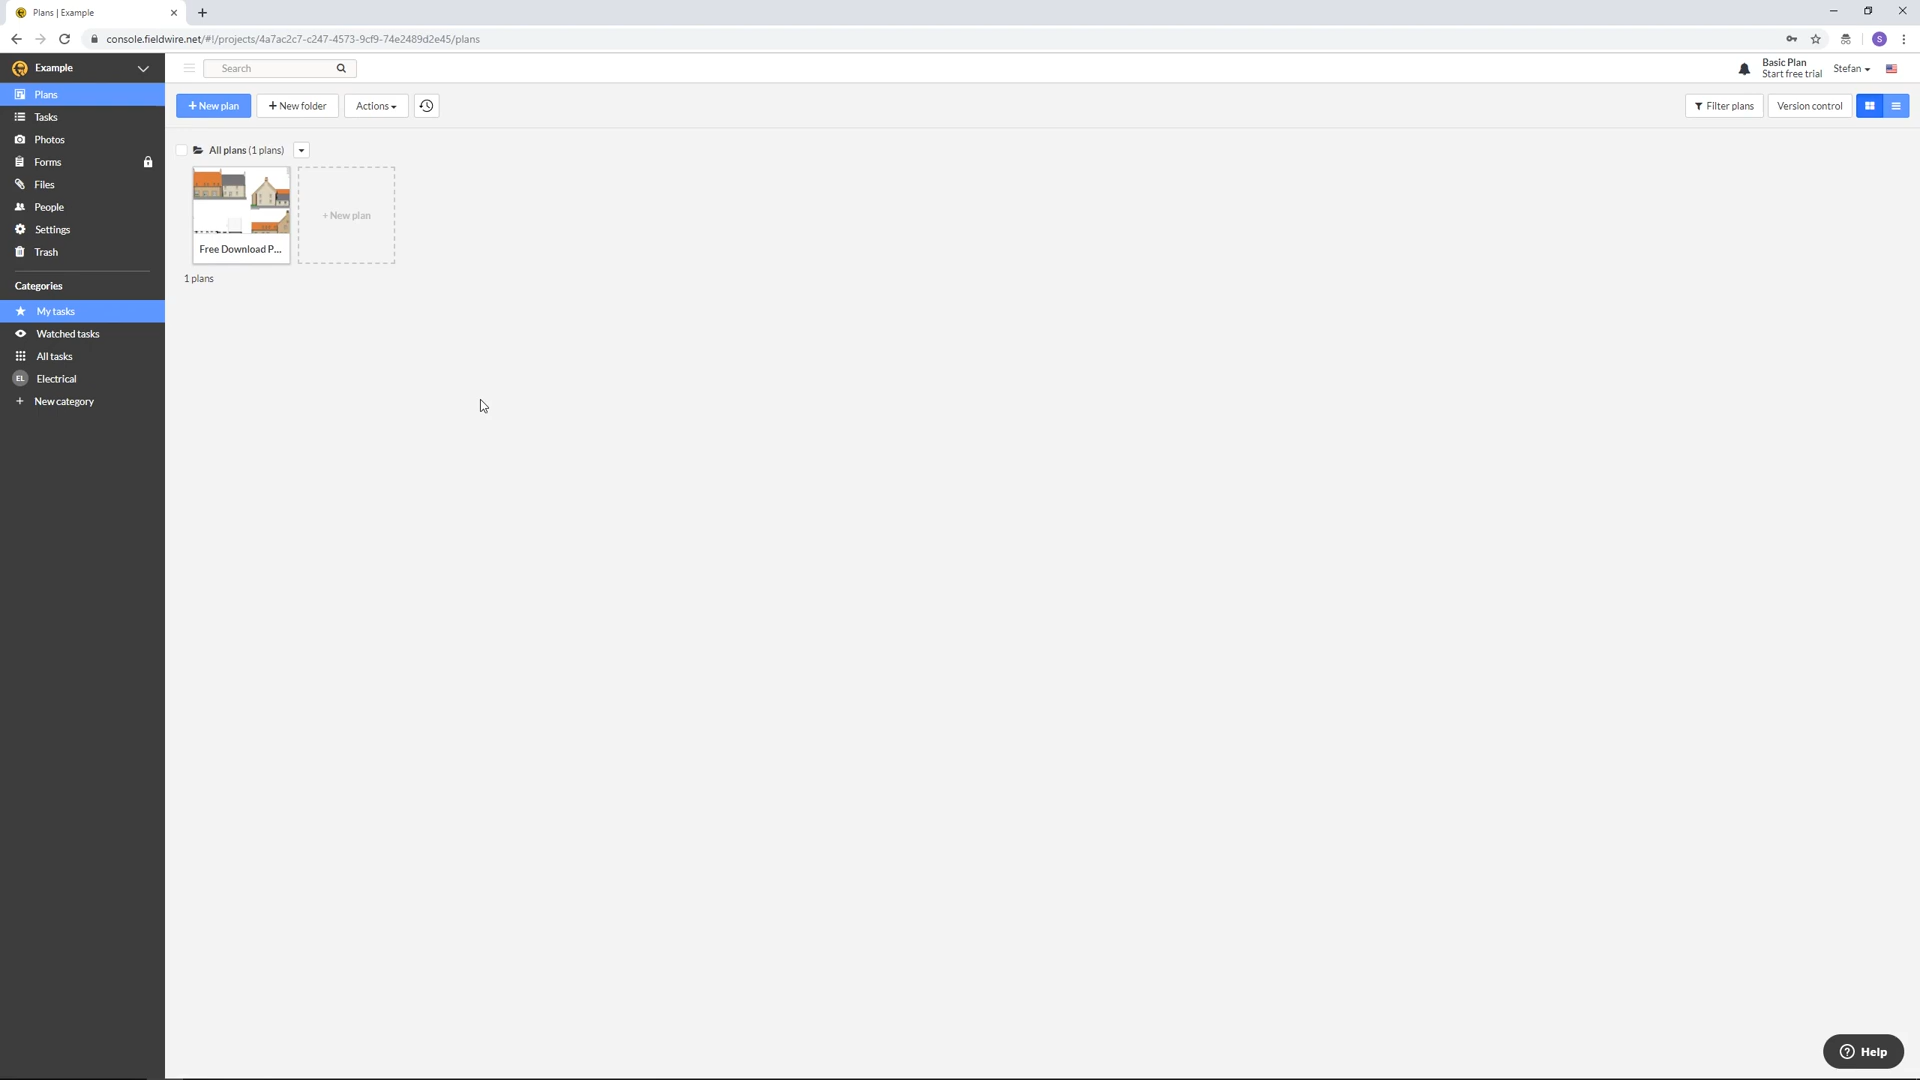 Plans | Example
console.fieldwire.net/#!/projects/4a7ac2c7-c247-4573-9cf9-74e2489d2e45/plans
S
Example
Search
Basic Plan
Start free trial
Stefan
Plans
Tasks
Photos
Forms
Files
People
Settings
Trash
Categories
My tasks
Watched tasks
All tasks
EL Electrical
+ New category
+ New plan
+ New folder
Actions
Filter plans
Version control
All plans (1 plans)
+ New plan
Free Download P...
1 plans
? Help